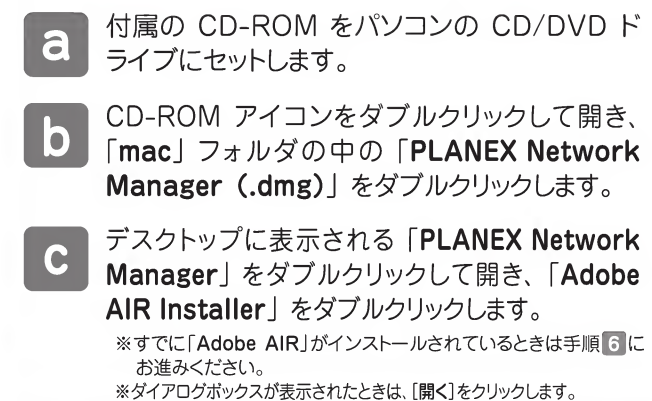 a 付属の CD-ROM をパソコンの CD/DVD ド
ライブにセットします。
b CD-ROM アイコンをダブルクリックして開き、
「mac」フォルダの中の「PLANEX Network
Manager（.dmg）」をダブルクリックします。
c デスクトップに表示される「PLANEX Network
Manager」をダブルクリックして開き、「Adobe
AIR Installer」をダブルクリックします。
※すでに「Adobe AIR」がインストールされているときは手順6に
お進みください。
※ダイアログボックスが表示されたときは、[開く]をクリックします。